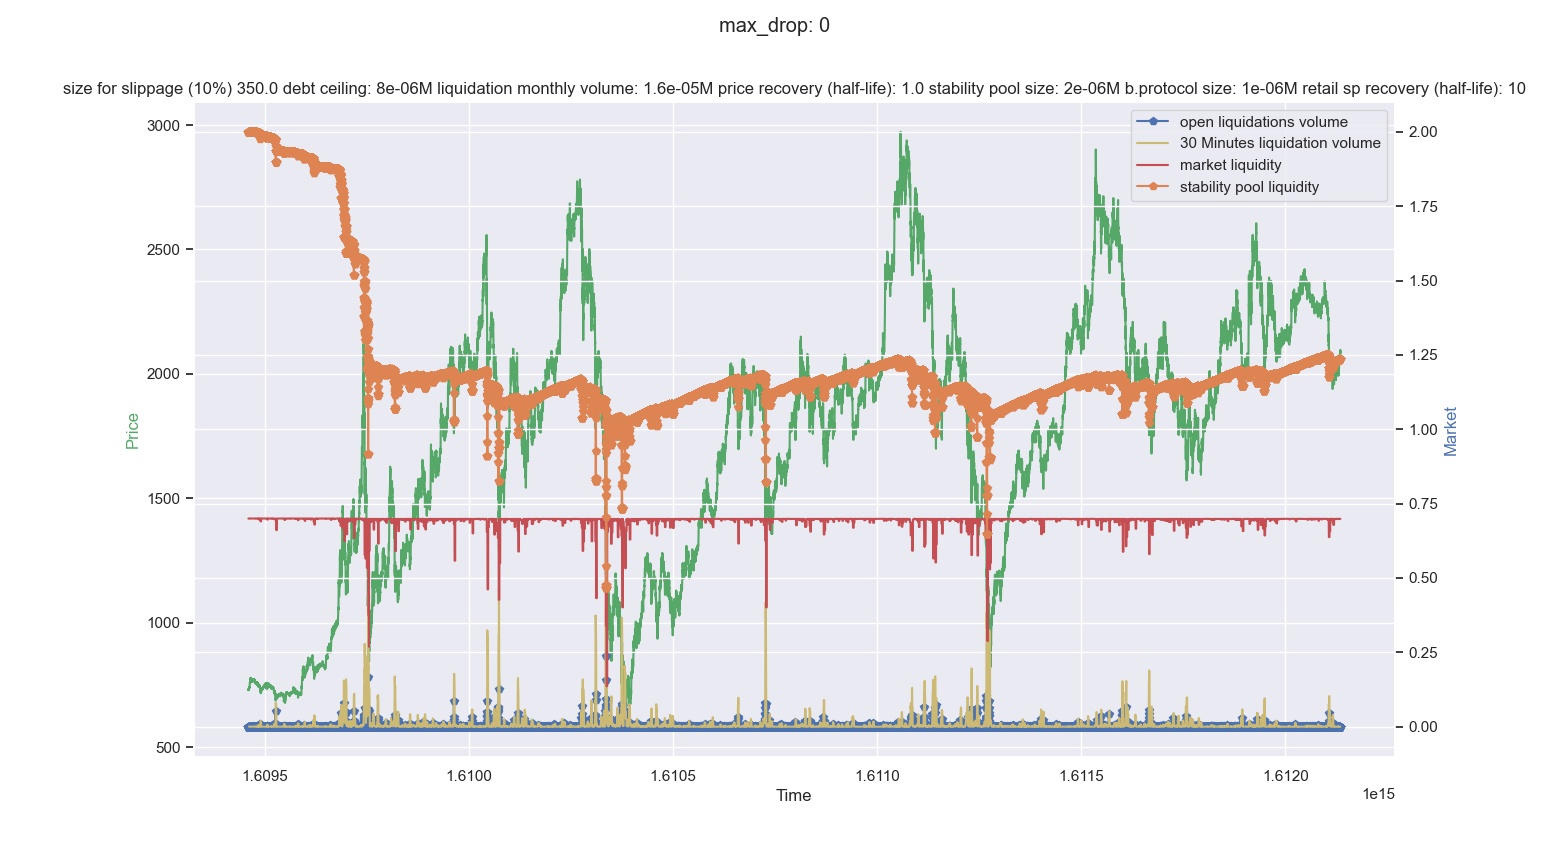 max_drop: 0
size for slippage (10%) 350.0 debt ceiling: 8e-06M liquidation monthly volume: 1.6e-05M price recovery (half-life): 1.0 stability pool size: 2e-06M b.protocol size: 1e-06M retail sp recovery (half-life): 10
open liquidations volume
30 Minutes liquidation volume
market liquidity
stability pool liquidity
3000
2500
2000
1500
1000
500
Price
2.00
1.75
1.50
1.25
1.00
0.75
0.50
0.25
0.00
Market
1.6095
1.6100
1.6105
1.6110
1.6115
1.6120
Time
1e15